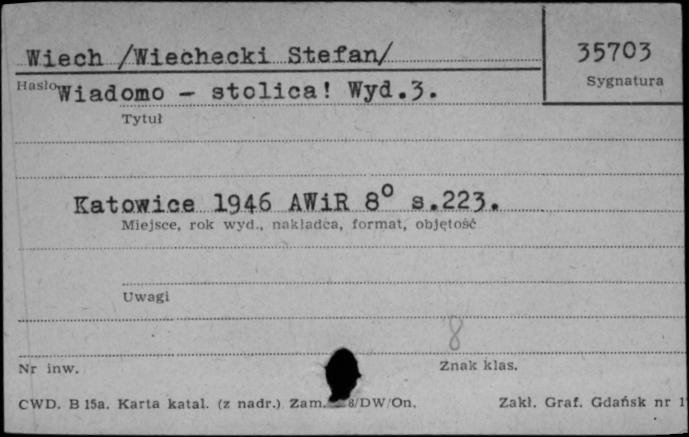 Wiech /Wiechecki Stefan/
35703
Sygnatura
Hasło
Wiadomo – stolica! Wyd.3.
Tytuł
Katowice 1946 AWiR 8° s.223.
Miejsce, rok wyd., nakładca, format, objętość
Uwagi
8
Nr inw.
Znak klas.
CWD. B 15a. Karta katal. (z nadr.) Zam. 8/DW/On.
Zakł. Graf. Gdańsk nr 1